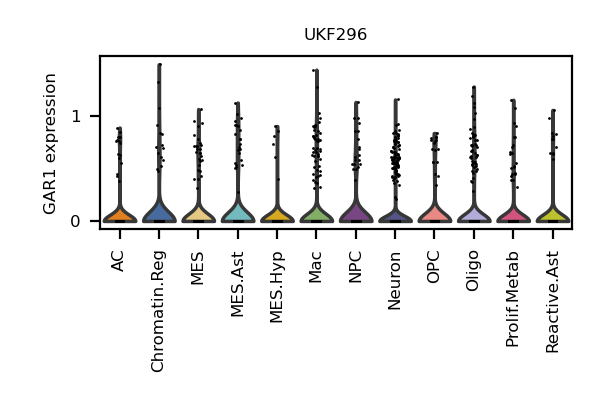 UKF296
GAR1 expression
1
0
AC
Chromatin.Reg
MES
MES.Ast
MES.Hyp
Mac
NPC
Neuron
OPC
Oligo
Prolif.Metab
Reactive.Ast